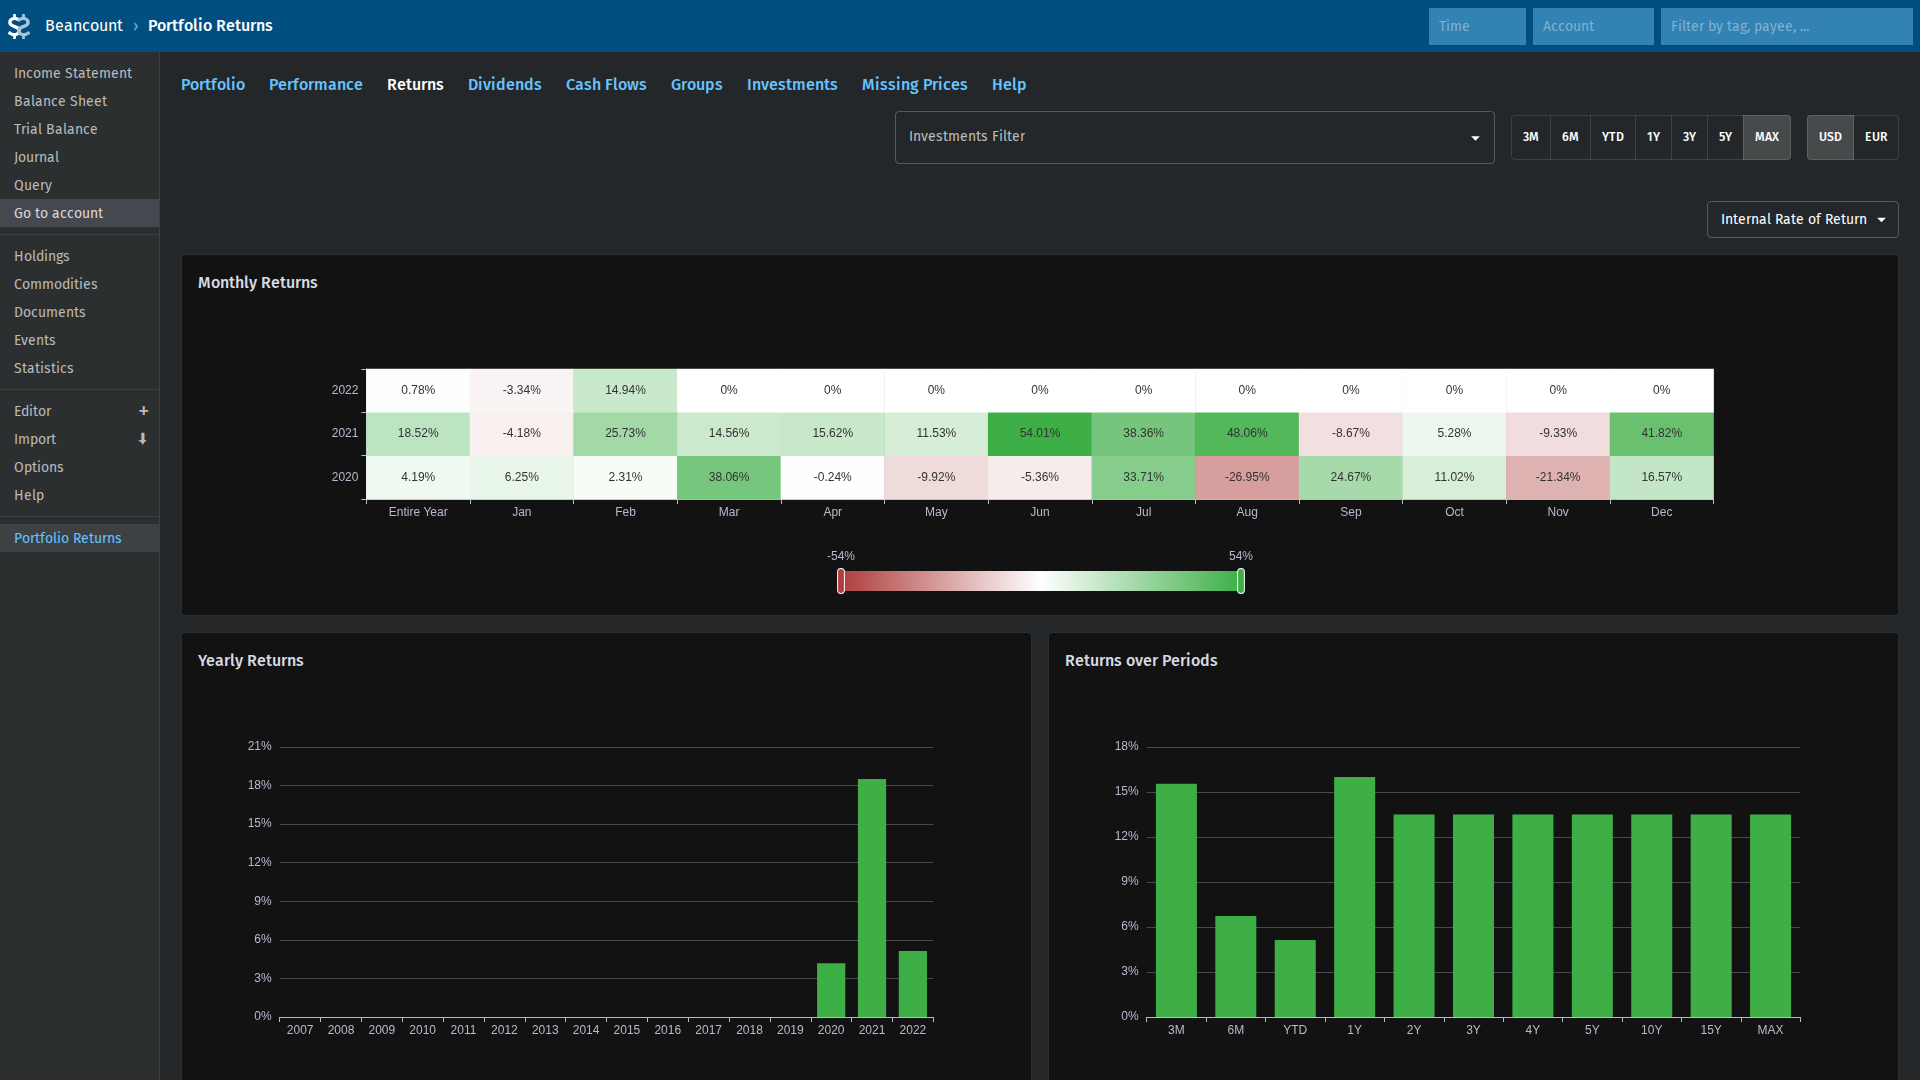 Beancount › Portfolio Returns
Time
Account
Filter by tag, payee, ...
Income Statement
Balance Sheet
Trial Balance
Journal
Query
Go to account
Holdings
Commodities
Documents
Events
Statistics
Editor +
Import
Options
Help
Portfolio Returns
Portfolio Performance Returns Dividends Cash Flows Groups Investments Missing Prices Help
Investments Filter
3M 6M YTD 1Y 3Y 5Y MAX
USD EUR
Internal Rate of Return
Monthly Returns
2022 0.78% -3.34% 14.94% 0% 0% 0% 0% 0% 0% 0% 0% 0% 0%
2021 18.52% -4.18% 25.73% 14.56% 15.62% 11.53% 54.01% 38.36% 48.06% -8.67% 5.28% -9.33% 41.82%
2020 4.19% 6.25% 2.31% 38.06% -0.24% -9.92% -5.36% 33.71% -26.95% 24.67% 11.02% -21.34% 16.57%
Entire Year Jan Feb Mar Apr May Jun Jul Aug Sep Oct Nov Dec
-54% 54%
Yearly Returns
21%
18%
15%
12%
9%
6%
3%
0%
2007 2008 2009 2010 2011 2012 2013 2014 2015 2016 2017 2018 2019 2020 2021 2022
Returns over Periods
18%
15%
12%
9%
6%
3%
0%
3M 6M YTD 1Y 2Y 3Y 4Y 5Y 10Y 15Y MAX